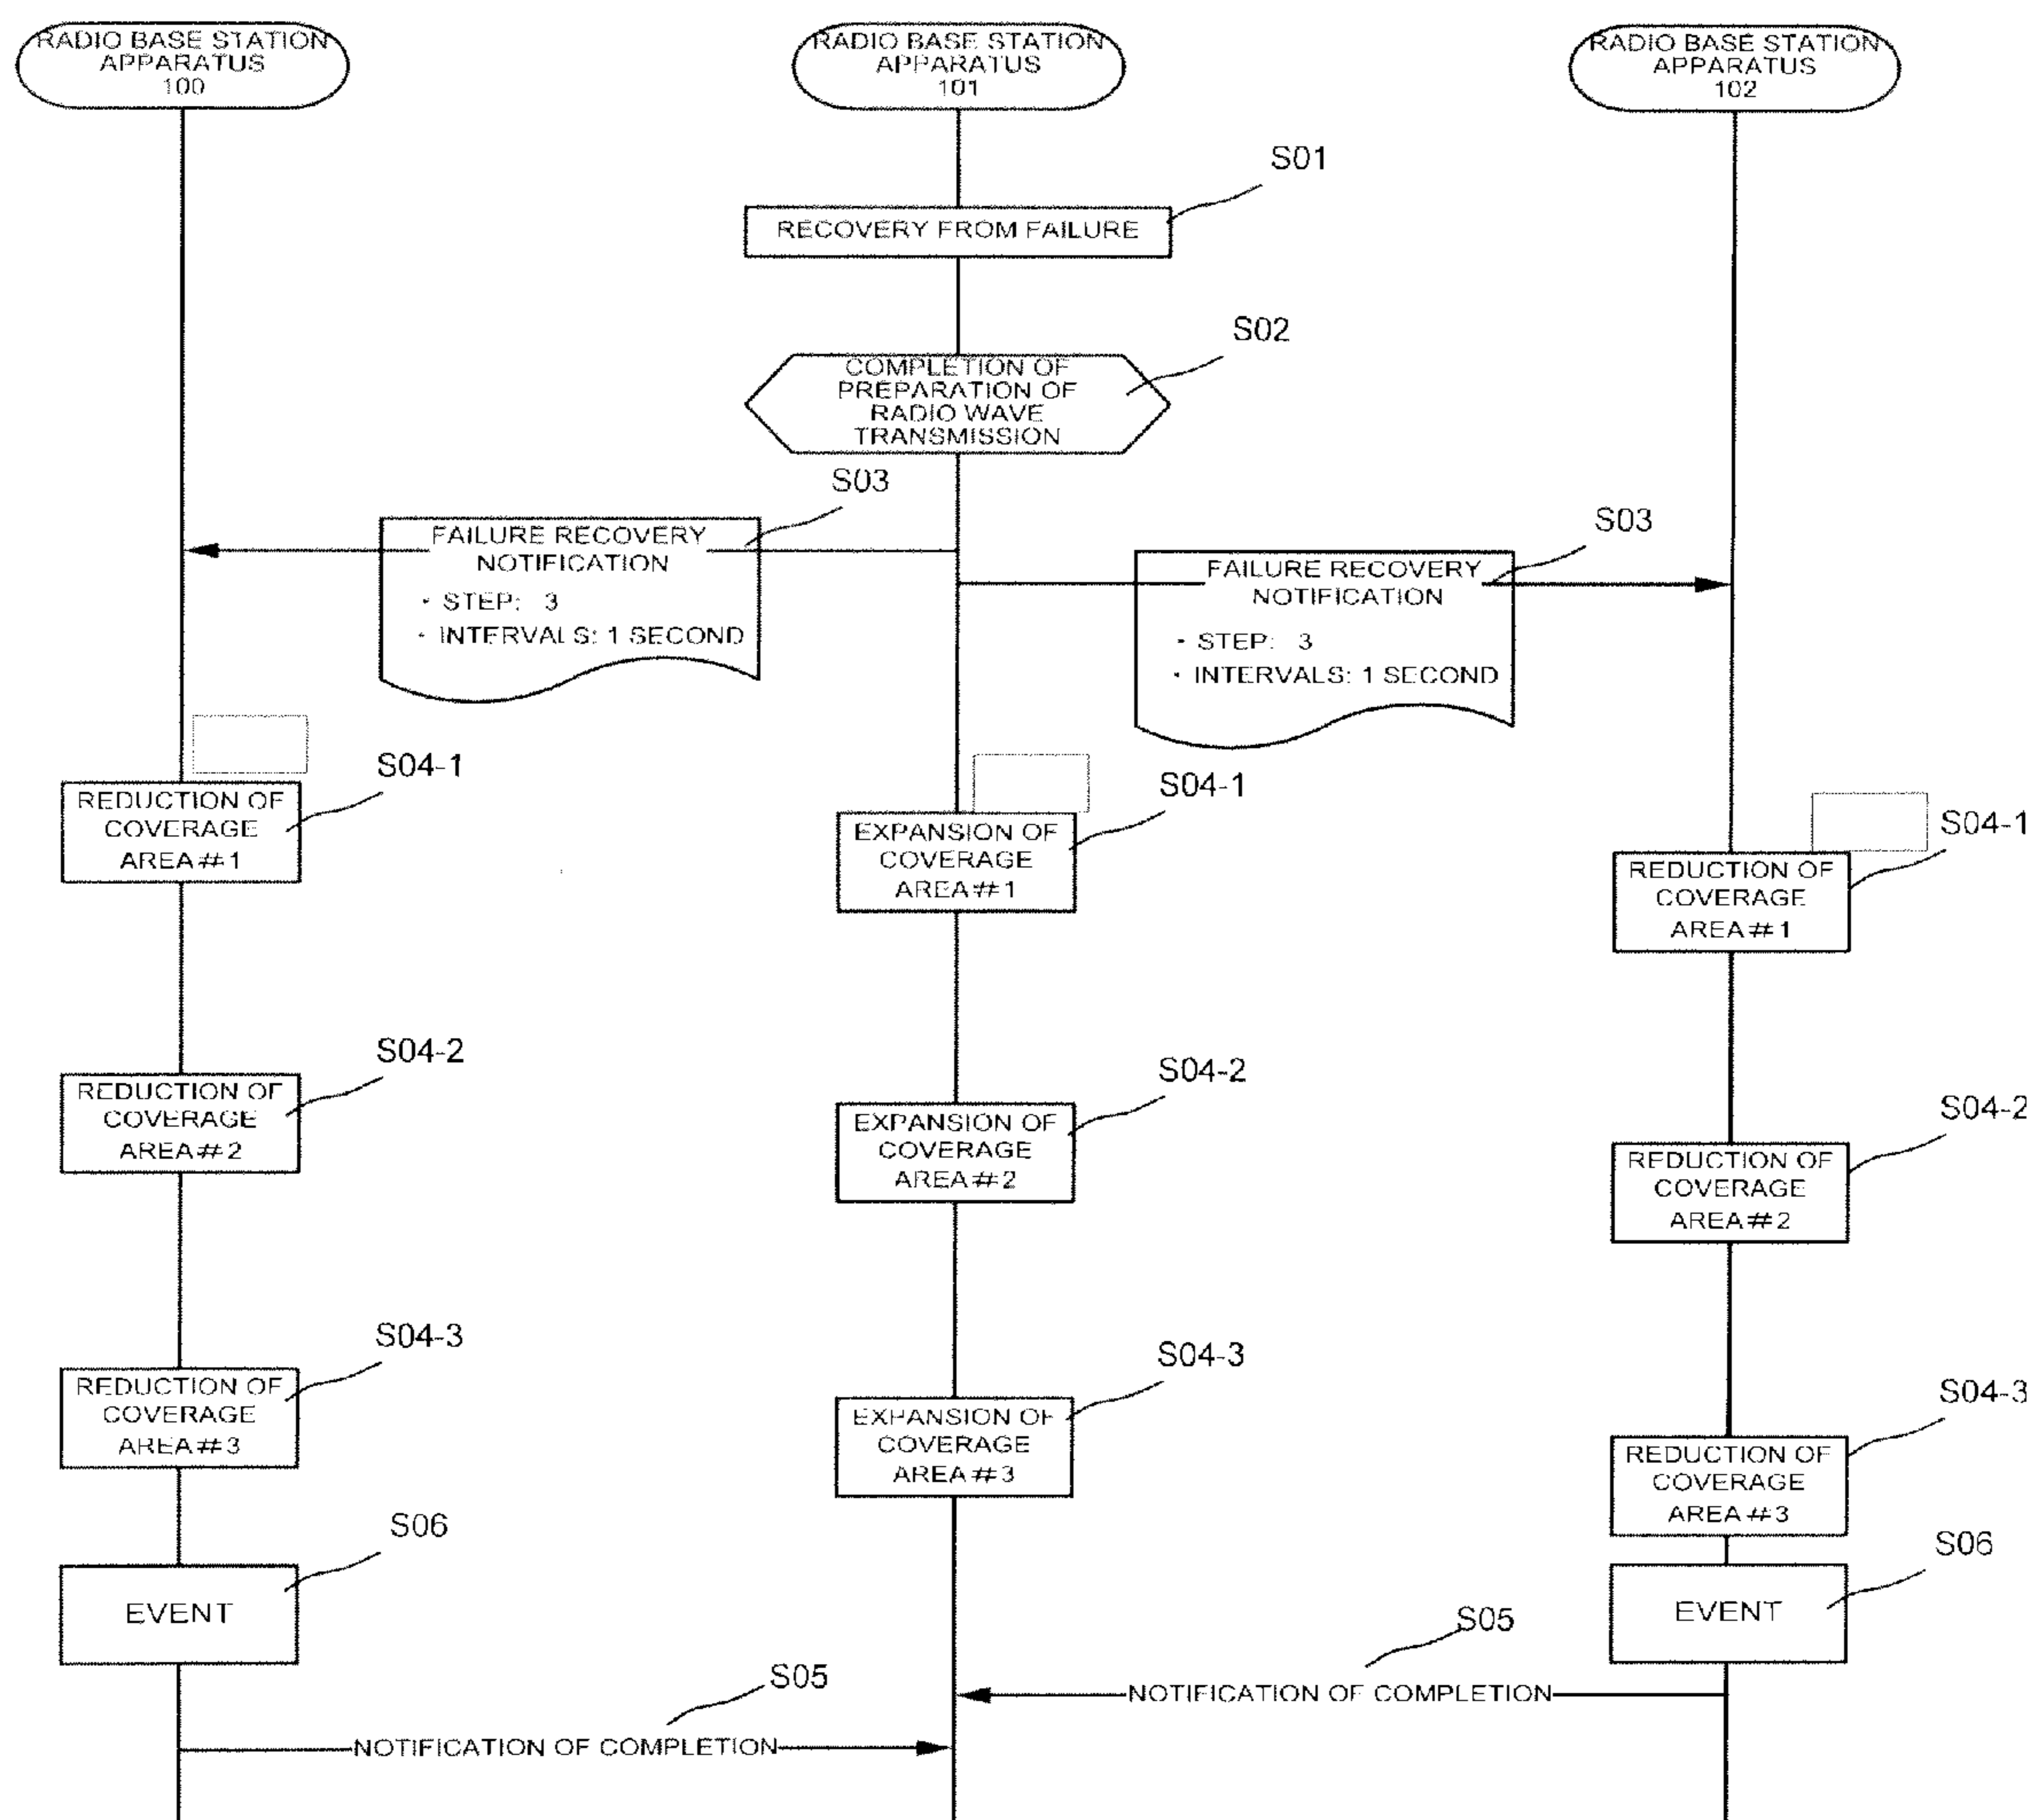 RADIO BASE STATION
APPARATUS
100
RADIO BASE STATION
APPARATUS
101
RADIO BASE STATION
APPARATUS
102
S01
RECOVERY FROM FAILURE
S02
COMPLETION OF
PREPARATION OF
RADIO WAVE
TRANSMISSION
S03
FAILURE RECOVERY
NOTIFICATION
· STEP: 3
· INTERVALS: 1 SECOND
S03
FAILURE RECOVERY
NOTIFICATION
· STEP: 3
· INTERVALS: 1 SECOND
S04-1
REDUCTION OF
COVERAGE
AREA#1
S04-1
EXPANSION OF
COVERAGE
AREA#1
S04-1
REDUCTION OF
COVERAGE
AREA#1
S04-2
REDUCTION OF
COVERAGE
AREA#2
S04-2
EXPANSION OF
COVERAGE
AREA#2
S04-2
REDUCTION OF
COVERAGE
AREA#2
S04-3
REDUCTION OF
COVERAGE
AREA#3
S04-3
EXPANSION OF
COVERAGE
AREA#3
S04-3
REDUCTION OF
COVERAGE
AREA#3
S06
EVENT
S06
EVENT
S05
NOTIFICATION OF COMPLETION
S05
NOTIFICATION OF COMPLETION